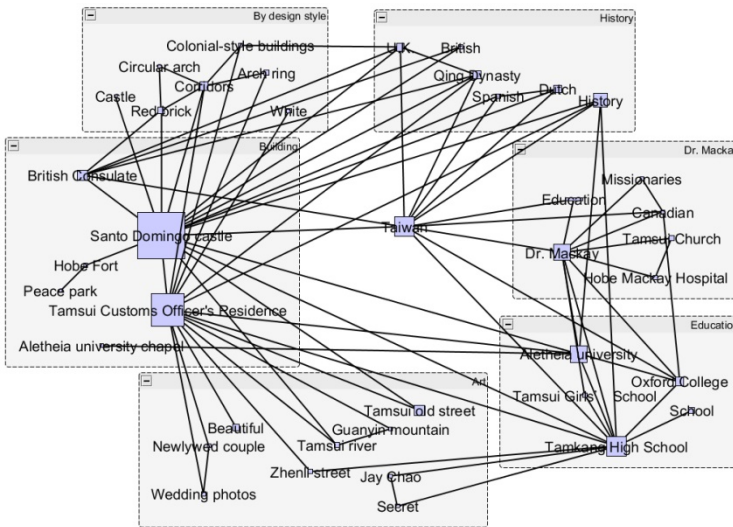 By design style
Colonial-style buildings
Circular arch
Corridors
Arch ring
Castle
Red brick
White
History
U.K.
British
Qing Dynasty
Spanish
Dutch
History
Building
British Consulate
Santo Domingo castle
Hobe Fort
Peace park
Tamsui Customs Officer's Residence
Aletheia university chapel
Taiwan
Dr. Macka
Missionaries
Education
Canadian
Tamsui Church
Dr. Mackay
Hobe Mackay Hospital
Education
Aletheia university
Oxford College
Tamsui Girls' School
School
Tamkang High School
Art
Tamsui old street
Beautiful
Guanyin mountain
Newlywed couple
Tamsui river
Zhenli street
Jay Chao
Wedding photos
Secret